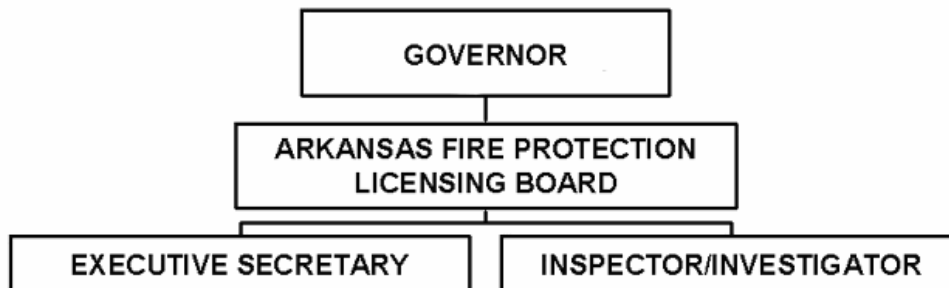 GOVERNOR
ARKANSAS FIRE PROTECTION
LICENSING BOARD
EXECUTIVE SECRETARY
INSPECTOR/INVESTIGATOR